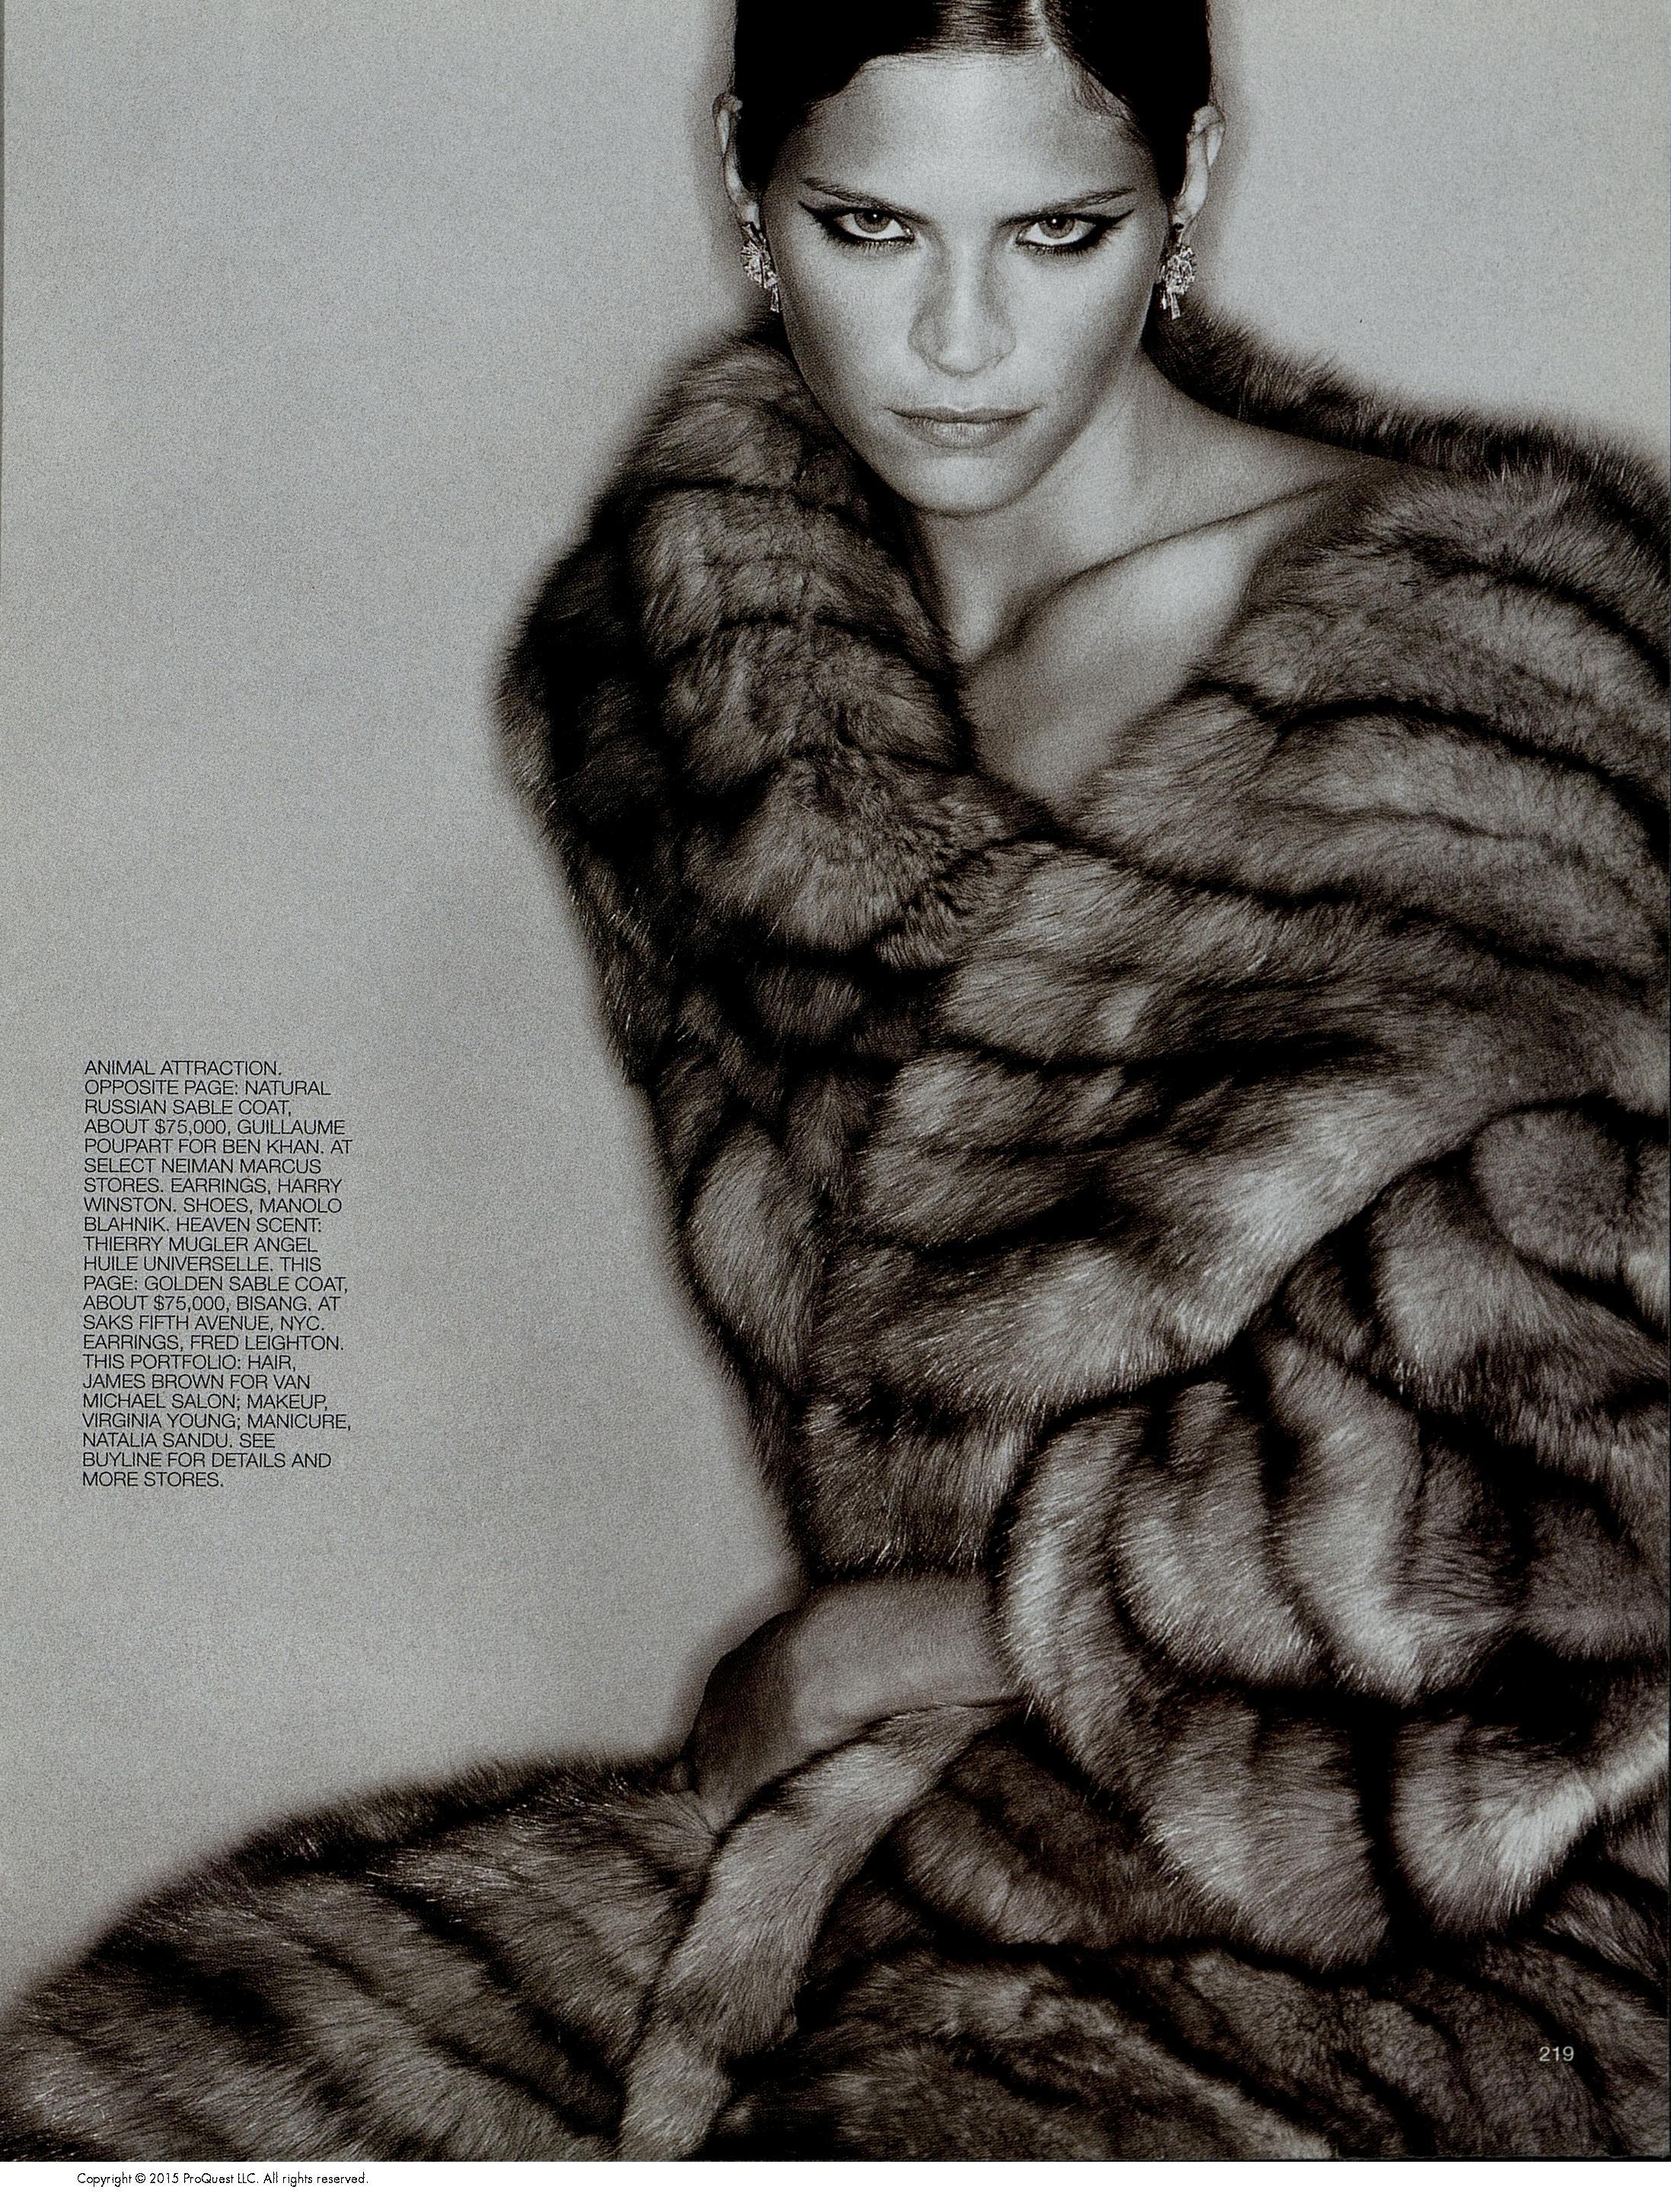 ANIMAL ATTRACTION.
OPPOSITE PAGE: NATURAL
RUSSIAN SABLE COAT,
ABOUT $75,000, GUILLAUME
POUPART FOR BEN KHAN. AT
SELECT NEIMAN MARCUS
STORES. EARRINGS, HARRY
WINSTON. SHOES, MANOLO
BLAHNIK. HEAVEN SCENT:
THIERRY MUGLER ANGEL
HUILE UNIVERSELLE. THIS
PAGE: GOLDEN SABLE COAT,
ABOUT $75,000, BISANG. AT
SAKS FIFTH AVENUE, NYC.
EARRINGS, FRED LEIGHTON.
THIS PORTFOLIO: HAIR,
JAMES BROWN FOR VAN
MICHAEL SALON; MAKEUP,
VIRGINIA YOUNG; MANICURE,
NATALIA SANDU. SEE
BUYLINE FOR DETAILS AND
MORE STORES.
219
Copyright © 2015 ProQuest LLC. All rights reserved.